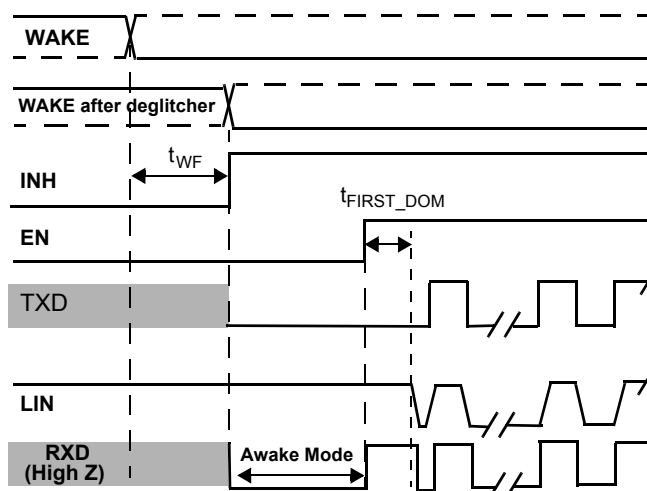 WAKE
WAKE after deglitcher
tWF
INH
tFIRST_DOM
EN
TXD
LIN
RXD
(High Z)
Awake Mode